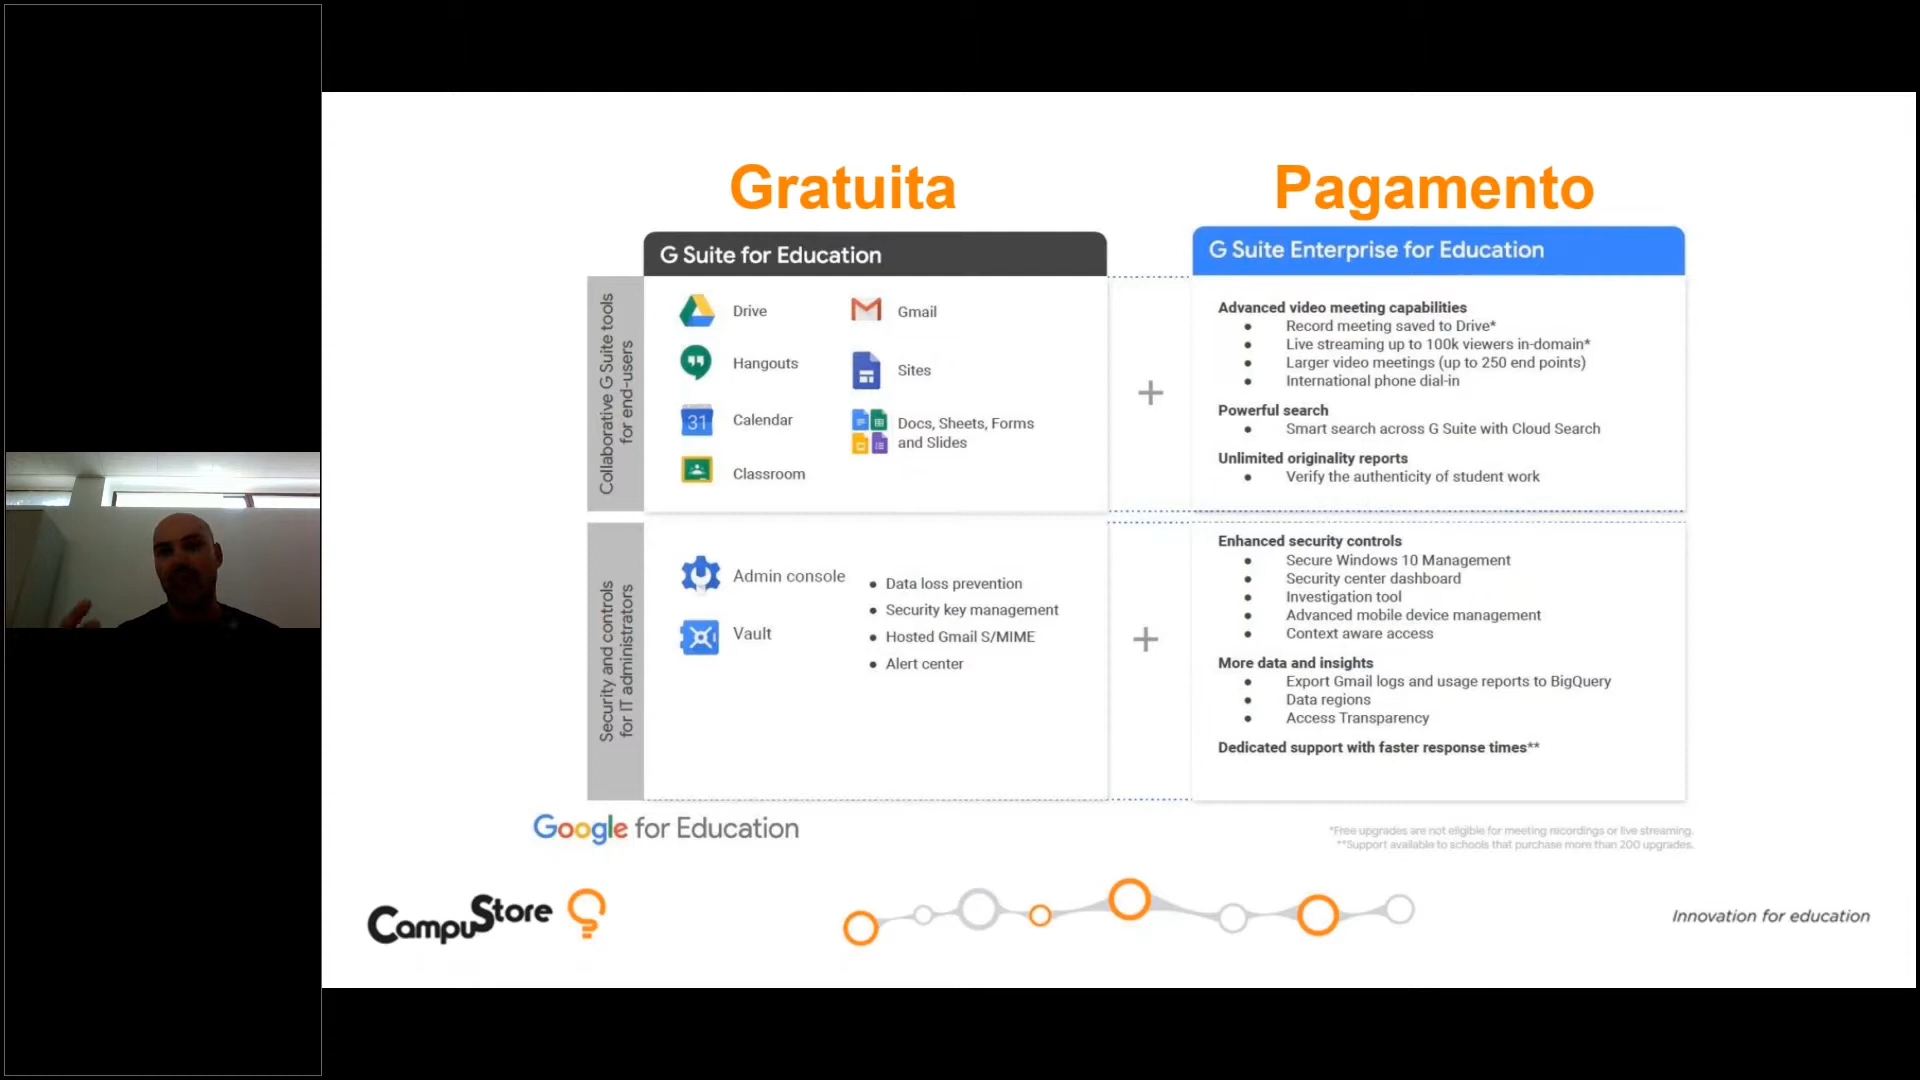 Gratuita
Pagamento
G Suite for Education
G Suite Enterprise for Education
Collaborative G Suite tools
for end-users
Drive
Gmail
Hangouts
Sites
31
Calendar
Docs, Sheets, Forms
and Slides
Classroom
+
Advanced video meeting capabilities
● Record meeting saved to Drive*
● Live streaming up to 100k viewers in-domain*
● Larger video meetings (up to 250 end points)
● International phone dial-in
Powerful search
● Smart search across G Suite with Cloud Search
Unlimited originality reports
● Verify the authenticity of student work
Security and controls
for IT administrators
Admin console
Vault
● Data loss prevention
● Security key management
● Hosted Gmail S/MIME
● Alert center
+
Enhanced security controls
● Secure Windows 10 Management
● Security center dashboard
● Investigation tool
● Advanced mobile device management
● Context aware access
More data and insights
● Export Gmail logs and usage reports to BigQuery
● Data regions
● Access Transparency
Dedicated support with faster response times**
Google for Education
*Free upgrades are not eligible for meeting recordings or live streaming.
**Support available to schools that purchase more than 200 upgrades.
CampuStore
Innovation for education